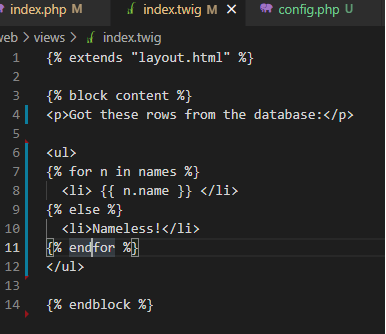 index.php M
index.twig M ×
config.php U
web > views > index.twig
1 {% extends "layout.html" %}
2
3 {% block content %}
4 <p>Got these rows from the database:</p>
5
6 <ul>
7 {% for n in names %}
8   <li> {{ n.name }} </li>
9 {% else %}
10   <li>Nameless!</li>
11 {% endfor %}
12 </ul>
13
14 {% endblock %}